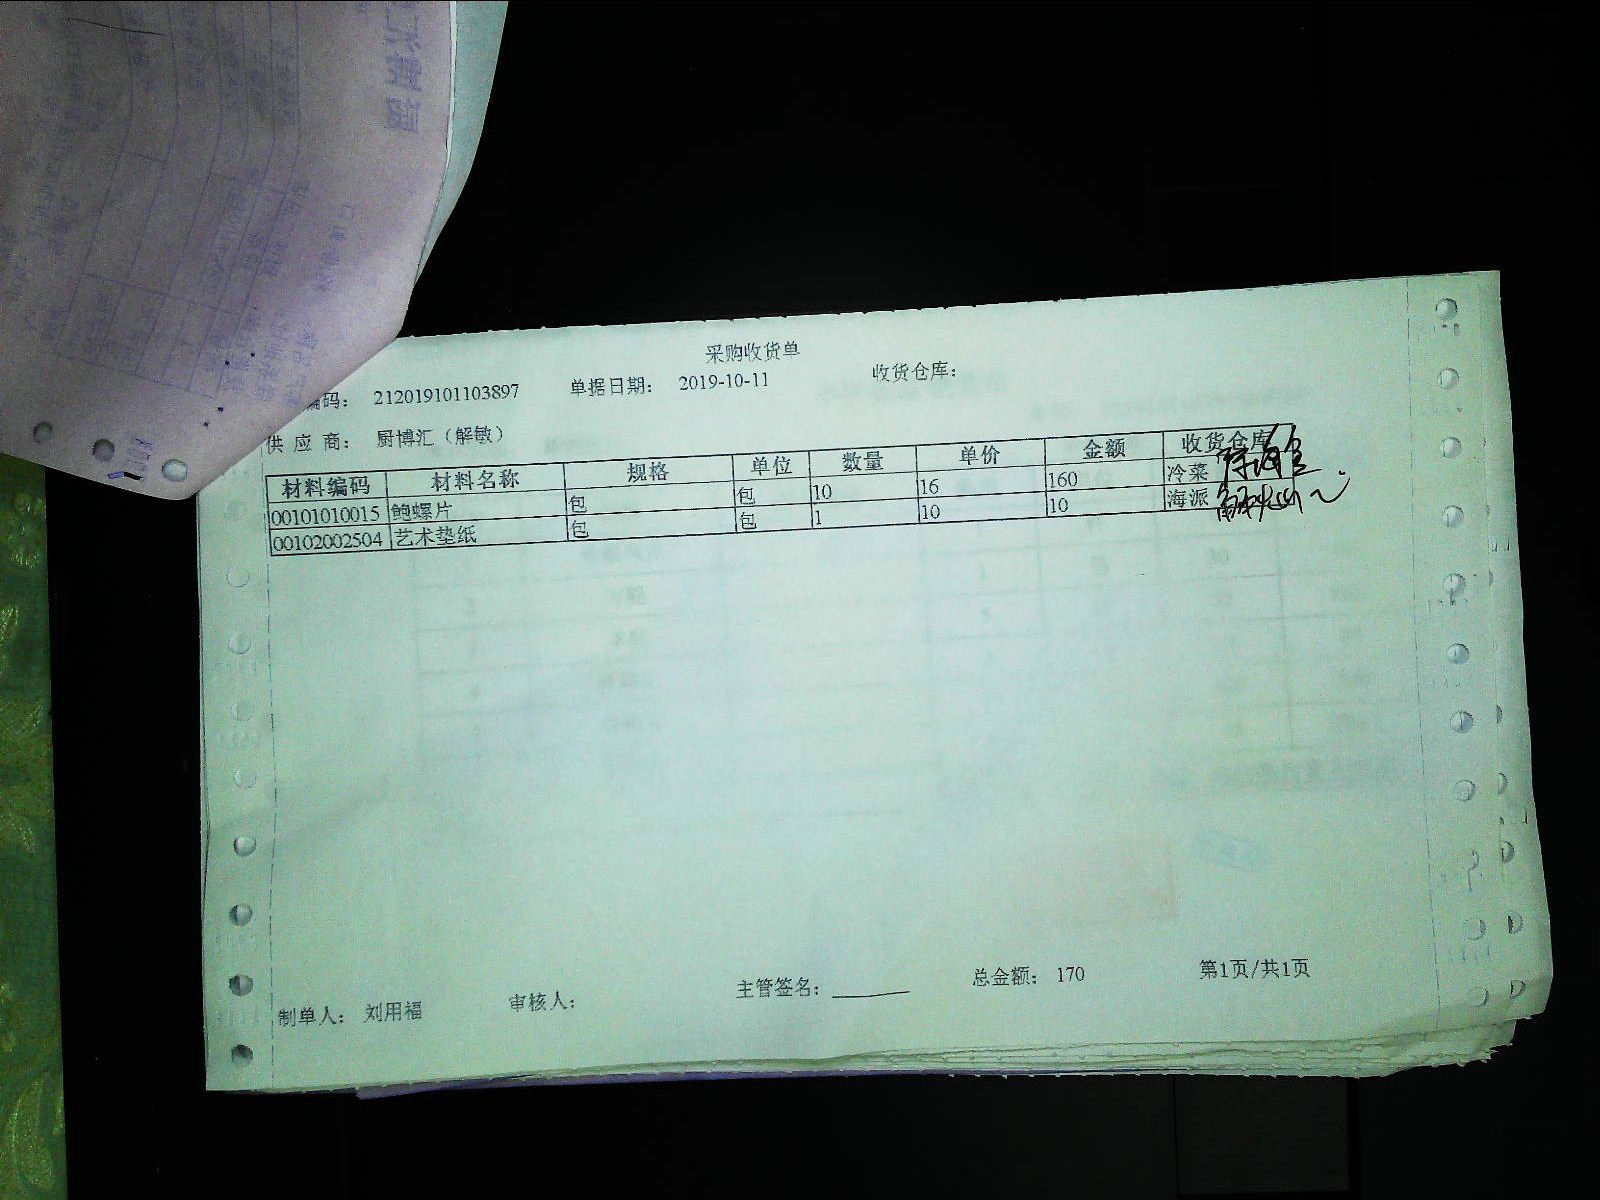 采购收货单
编码： 212019101103897 单据日期： 2019-10-11 收货仓库：
供 应 商： 厨博汇（解敏）
材料编码 材料名称 规格 单位 数量 单价 金额 收货仓库
00101010015 鲍螺片 包 包 10 16 160 冷菜
00102002504 艺术垫纸 包 包 1 10 10 海派
制单人： 刘用福 审核人： 主管签名： 总金额： 170 第1页/共1页